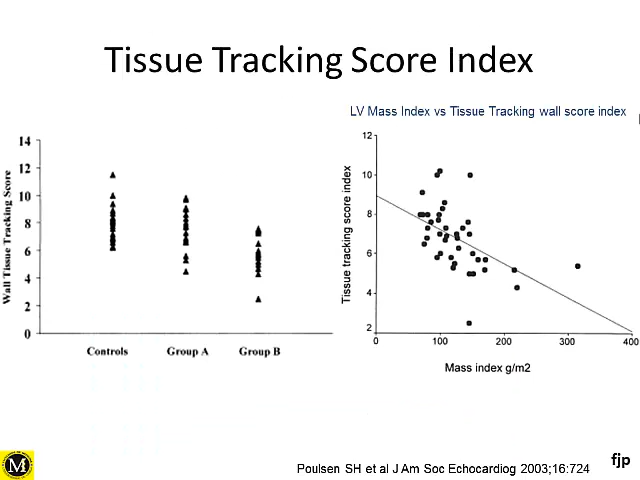 Tissue Tracking Score Index
LV Mass Index vs Tissue Tracking wall score index
Wall Tissue Tracking Score
14
12
10
8
6
4
2
0
Controls
Group A
Group B
Tissue tracking score index
12
10
8
6
4
2
0
100
200
300
400
Mass index g/m2
M
Poulsen SH et al J Am Soc Echocardiog 2003;16:724
fjp